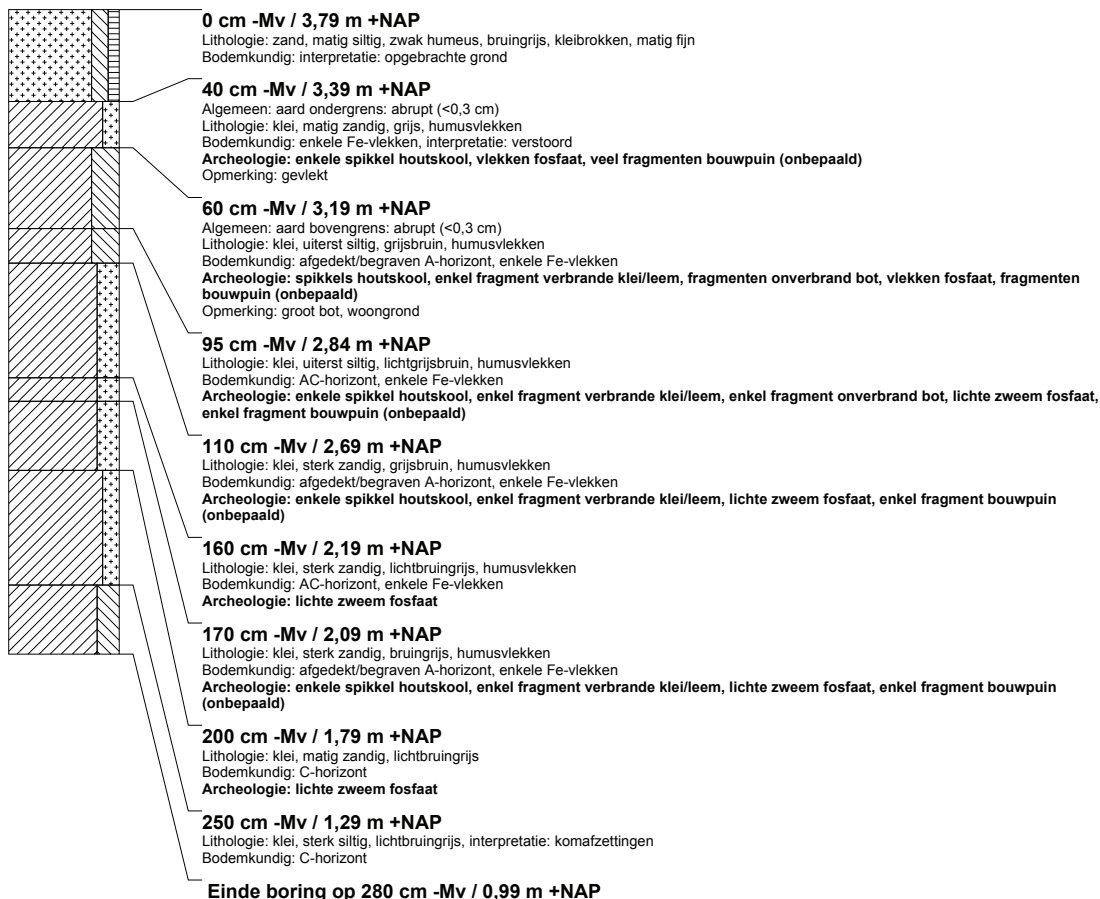 0 cm -Mv / 3,79 m +NAP
Lithologie: zand, matig siltig, zwak humeus, bruingrijs, kleibrokken, matig fijn
Bodemkundig: interpretatie: opgebrachte grond
40 cm -Mv / 3,39 m +NAP
Algemeen: aard ondergrens: abrupt (<0,3 cm)
Lithologie: klei, matig zandig, grijs, humusvlekken
Bodemkundig: enkele Fe-vlekken, interpretatie: verstoord
Archeologie: enkele spikkel houtskool, vlekken fosfaat, veel fragmenten bouwpuin (onbepaald)
Opmerking: gevlekt
60 cm -Mv / 3,19 m +NAP
Algemeen: aard bovengrens: abrupt (<0,3 cm)
Lithologie: klei, uiterst siltig, grijsbruin, humusvlekken
Bodemkundig: afgedekt/begraven A-horizont, enkele Fe-vlekken
Archeologie: spikkels houtskool, enkel fragment verbrande klei/leem, fragmenten onverbrand bot, vlekken fosfaat, fragmenten
bouwpuin (onbepaald)
Opmerking: groot bot, woongrond
95 cm -Mv / 2,84 m +NAP
Lithologie: klei, uiterst siltig, lichtgrijsbruin, humusvlekken
Bodemkundig: AC-horizont, enkele Fe-vlekken
Archeologie: enkele spikkel houtskool, enkel fragment verbrande klei/leem, enkel fragment onverbrand bot, lichte zweem fosfaat,
enkel fragment bouwpuin (onbepaald)
110 cm -Mv / 2,69 m +NAP
Lithologie: klei, sterk zandig, grijsbruin, humusvlekken
Bodemkundig: afgedekt/begraven A-horizont, enkele Fe-vlekken
Archeologie: enkele spikkel houtskool, enkel fragment verbrande klei/leem, lichte zweem fosfaat, enkel fragment bouwpuin
(onbepaald)
160 cm -Mv / 2,19 m +NAP
Lithologie: klei, sterk zandig, lichtbruingrijs, humusvlekken
Bodemkundig: AC-horizont, enkele Fe-vlekken
Archeologie: lichte zweem fosfaat
170 cm -Mv / 2,09 m +NAP
Lithologie: klei, sterk zandig, bruingrijs, humusvlekken
Bodemkundig: afgedekt/begraven A-horizont, enkele Fe-vlekken
Archeologie: enkele spikkel houtskool, enkel fragment verbrande klei/leem, lichte zweem fosfaat, enkel fragment bouwpuin
(onbepaald)
200 cm -Mv / 1,79 m +NAP
Lithologie: klei, matig zandig, lichtbruingrijs
Bodemkundig: C-horizont
Archeologie: lichte zweem fosfaat
250 cm -Mv / 1,29 m +NAP
Lithologie: klei, sterk siltig, lichtbruingrijs, interpretatie: komafzettingen
Bodemkundig: C-horizont
Einde boring op 280 cm -Mv / 0,99 m +NAP